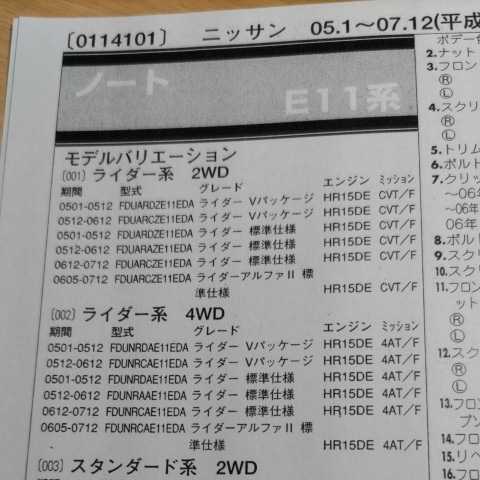 [0114101] ニッサン 05.1〜07.12(平成
ノート
E11系
モデルバリエーション
[001] ライダー系 2WD
期間 型式 グレード エンジン ミッション
0501-0512 FDUARDZE11EDA ライダー Vパッケージ HR15DE CVT/F
0512-0612 FDUARCZE11EDA ライダー Vパッケージ HR15DE CVT/F
0501-0512 FDUARDZE11EDA ライダー 標準仕様 HR15DE CVT/F
0512-0612 FDUARAZE11EDA ライダー 標準仕様 HR15DE CVT/F
0612-0712 FDUARCZE11EDA ライダー 標準仕様 HR15DE CVT/F
0605-0712 FDUARCZE11EDA ライダーアルファII 標
準仕様 HR15DE CVT/F
[002] ライダー系 4WD
期間 型式 グレード エンジン ミッション
0501-0512 FDUNRDAE11EDA ライダー Vパッケージ HR15DE 4AT/F
0512-0612 FDUNRCAE11EDA ライダー Vパッケージ HR15DE 4AT/F
0501-0512 FDUNRDAE11EDA ライダー 標準仕様 HR15DE 4AT/F
0512-0612 FDUNRAAE11EDA ライダー 標準仕様 HR15DE 4AT/F
0612-0712 FDUNRCAE11EDA ライダー 標準仕様 HR15DE 4AT/F
0605-0712 FDUNRCAE11EDA ライダーアルファII 標
準仕様 HR15DE 4AT/F
[003] スタンダード系 2WD
ボデー
2.ナット
3.フロン
Ⓡ
Ⓛ
4.スクリ
Ⓡ
Ⓛ
5.トリム
6.ボルト
7.クリッ
〜06年
〜06年
06年
8.ボルト
9.スクリ
10.スクリ
11.フロン
ット
Ⓡ
Ⓛ
12.スク
Ⓡ
Ⓛ
13.フロン
プソ
14.フロ
15.リベ
16.フロ